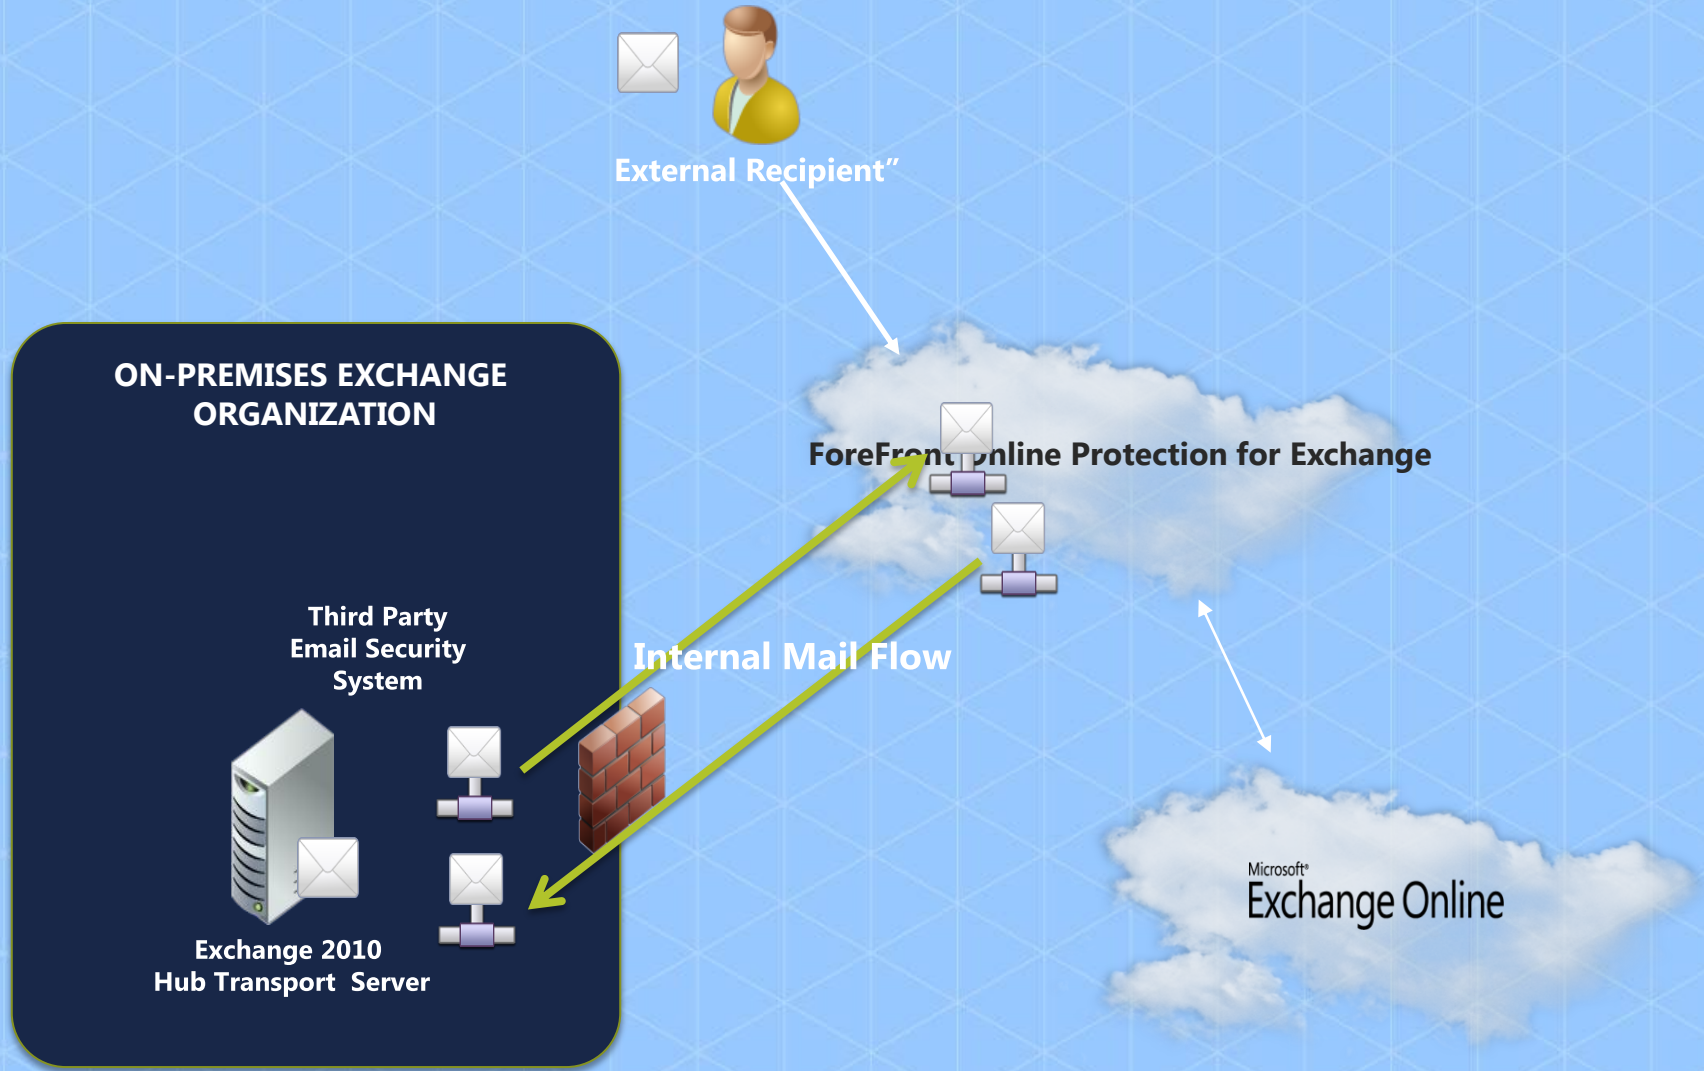 External Recipient”
ON-PREMISES EXCHANGE
ORGANIZATION
ForeFront Online Protection for Exchange
Third Party
Email Security
System
Internal Mail Flow
Microsoft®
Exchange Online
Exchange 2010
Hub Transport Server